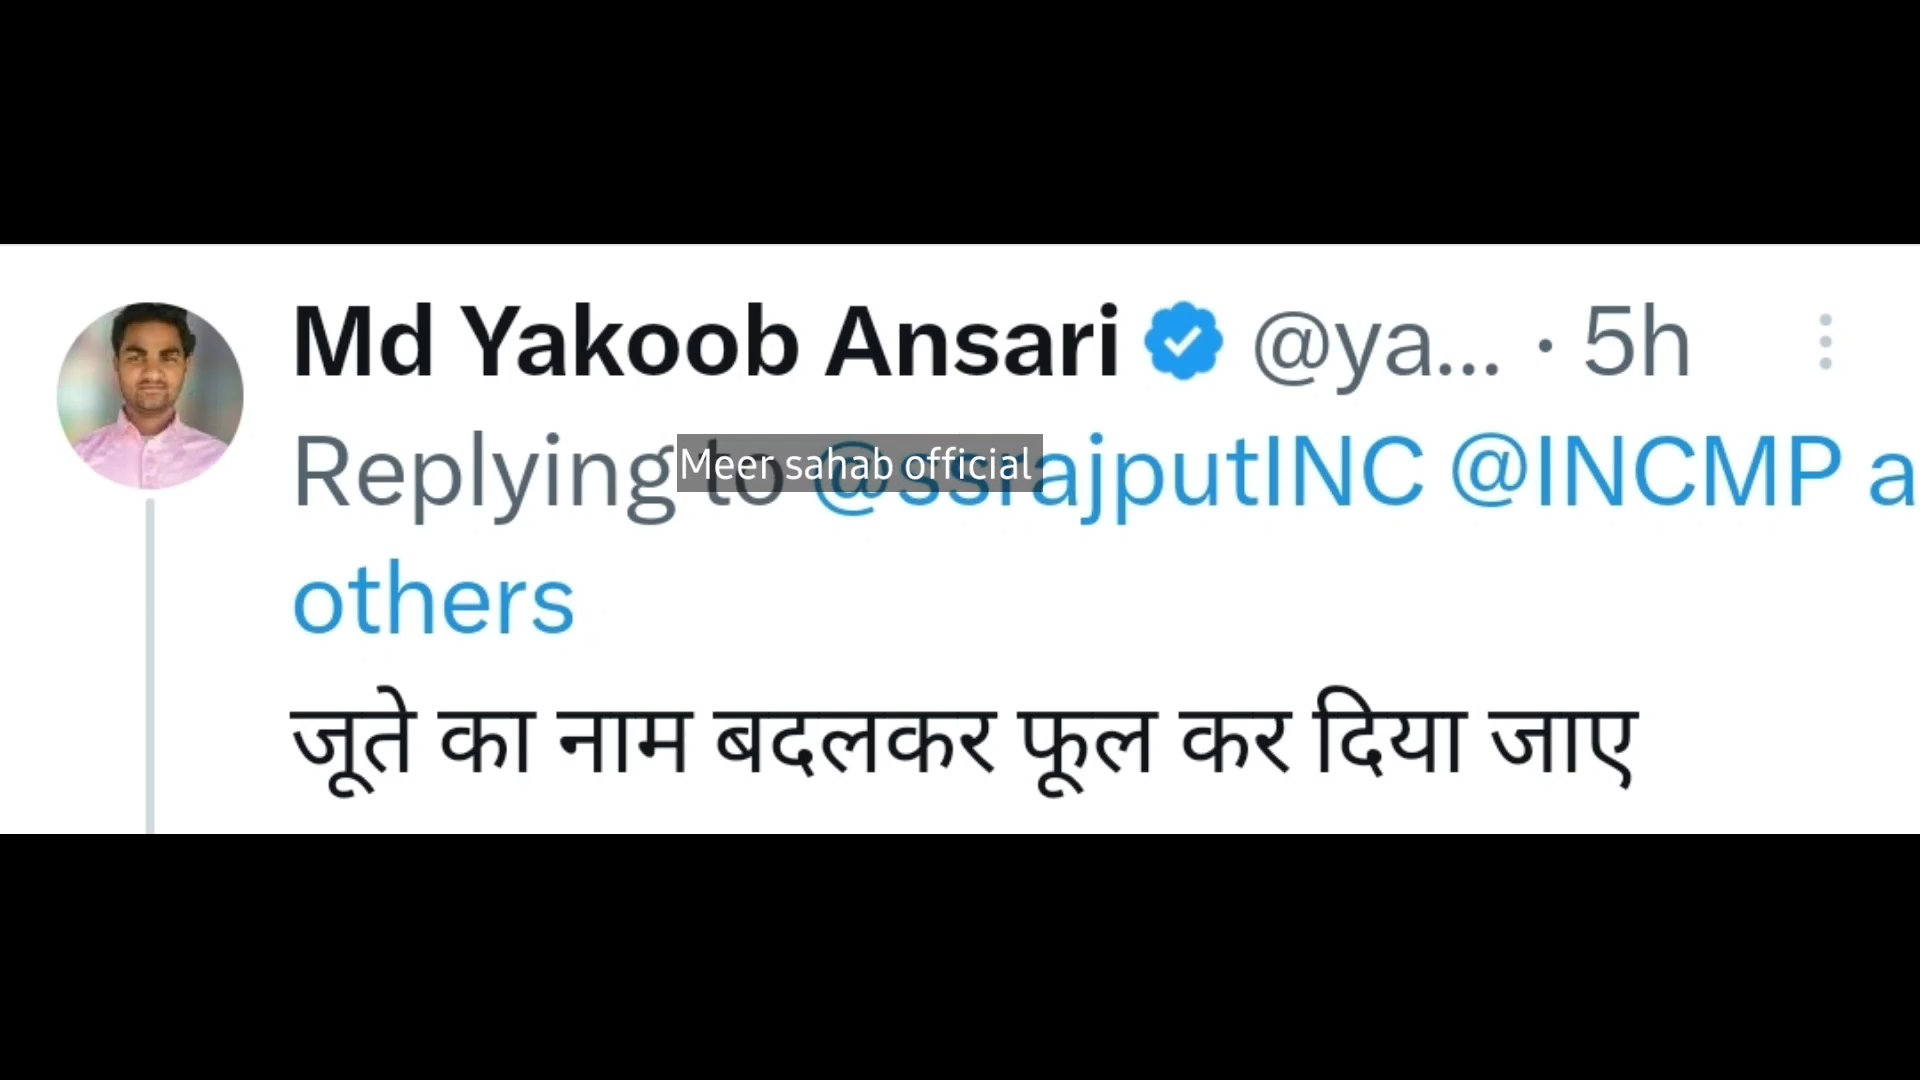 Md Yakoob Ansari @ya... · 5h
Replying to @ssrajputINC @INCMP a
Meer sahab official
others
जूते का नाम बदलकर फूल कर दिया जाए